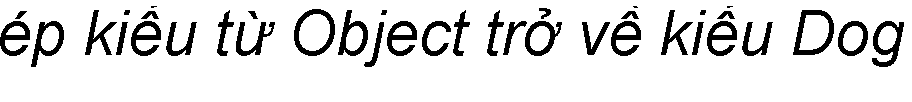 ép kiểu từ Object trở về kiểu Dog